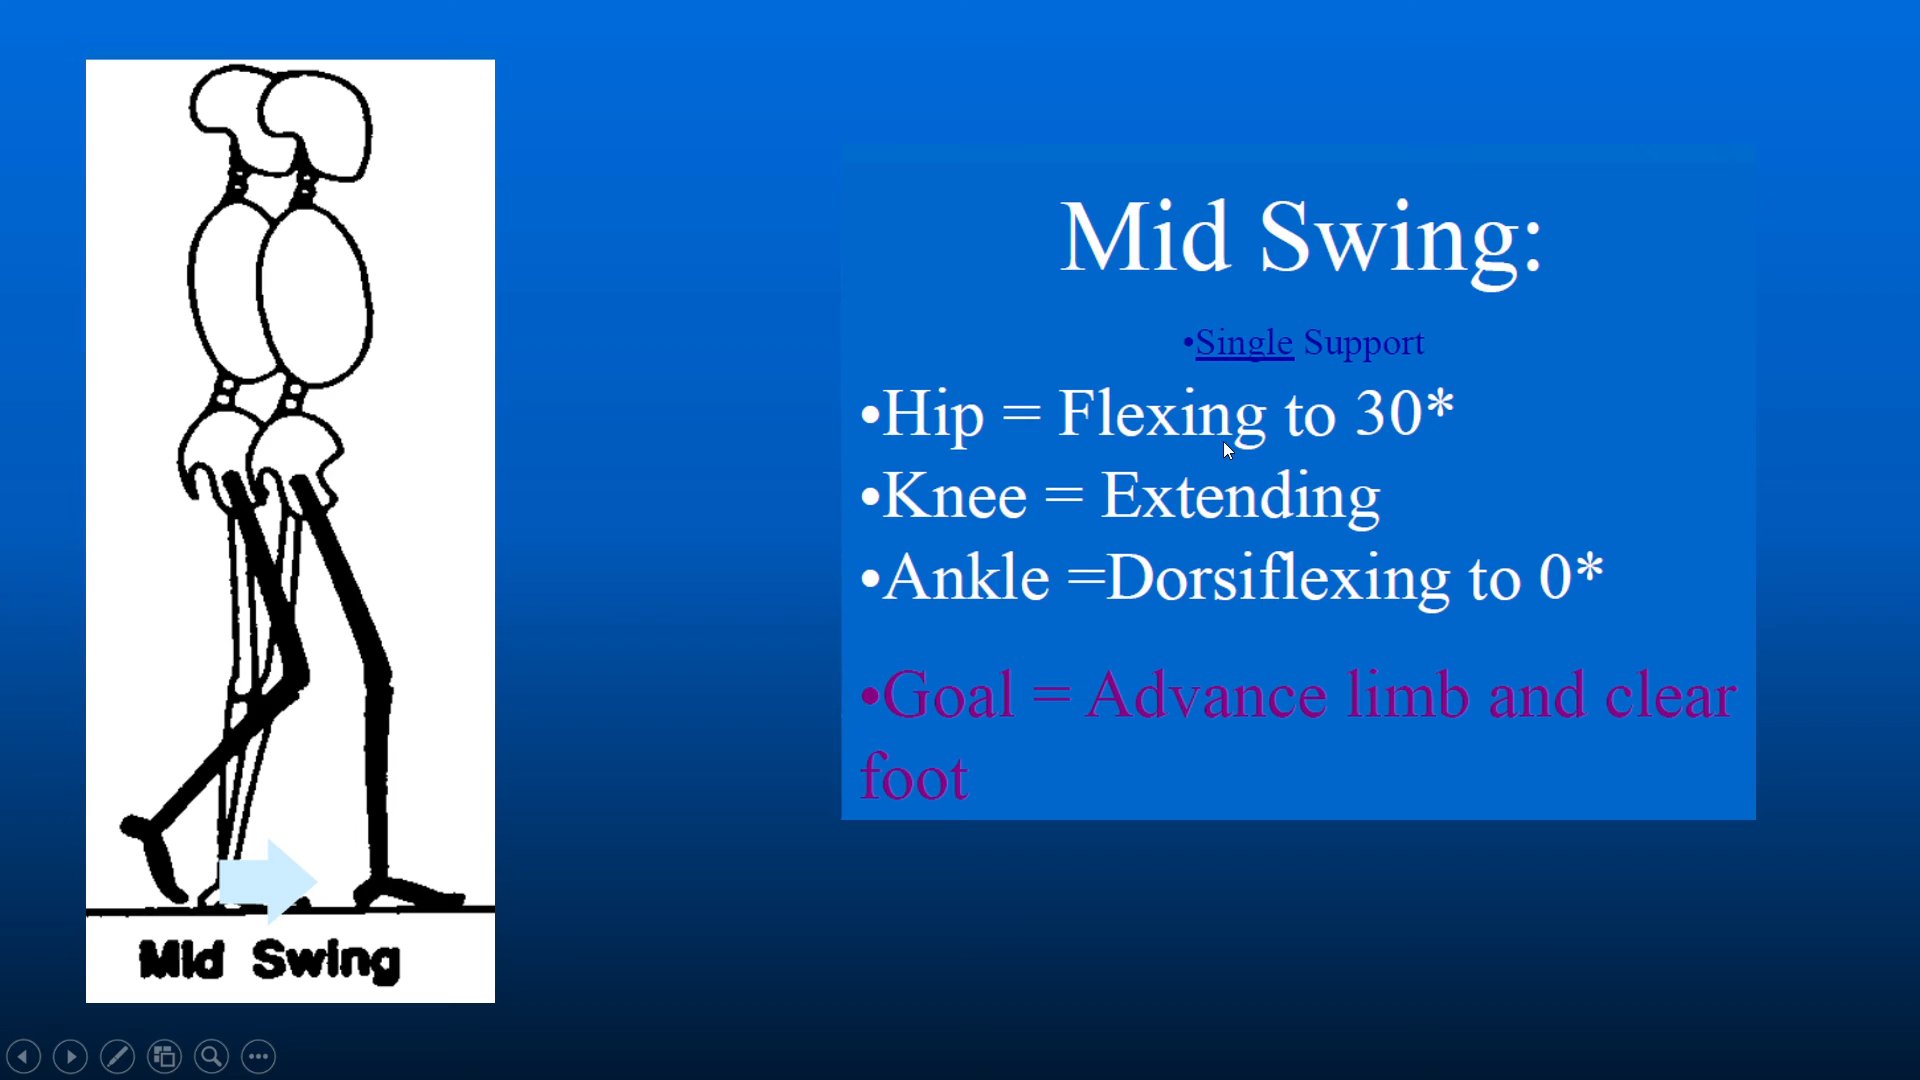 Mid Swing:
•Single Support
•Hip = Flexing to 30*
•Knee = Extending
•Ankle =Dorsiflexing to 0*
•Goal = Advance limb and clear
foot
Mid Swing